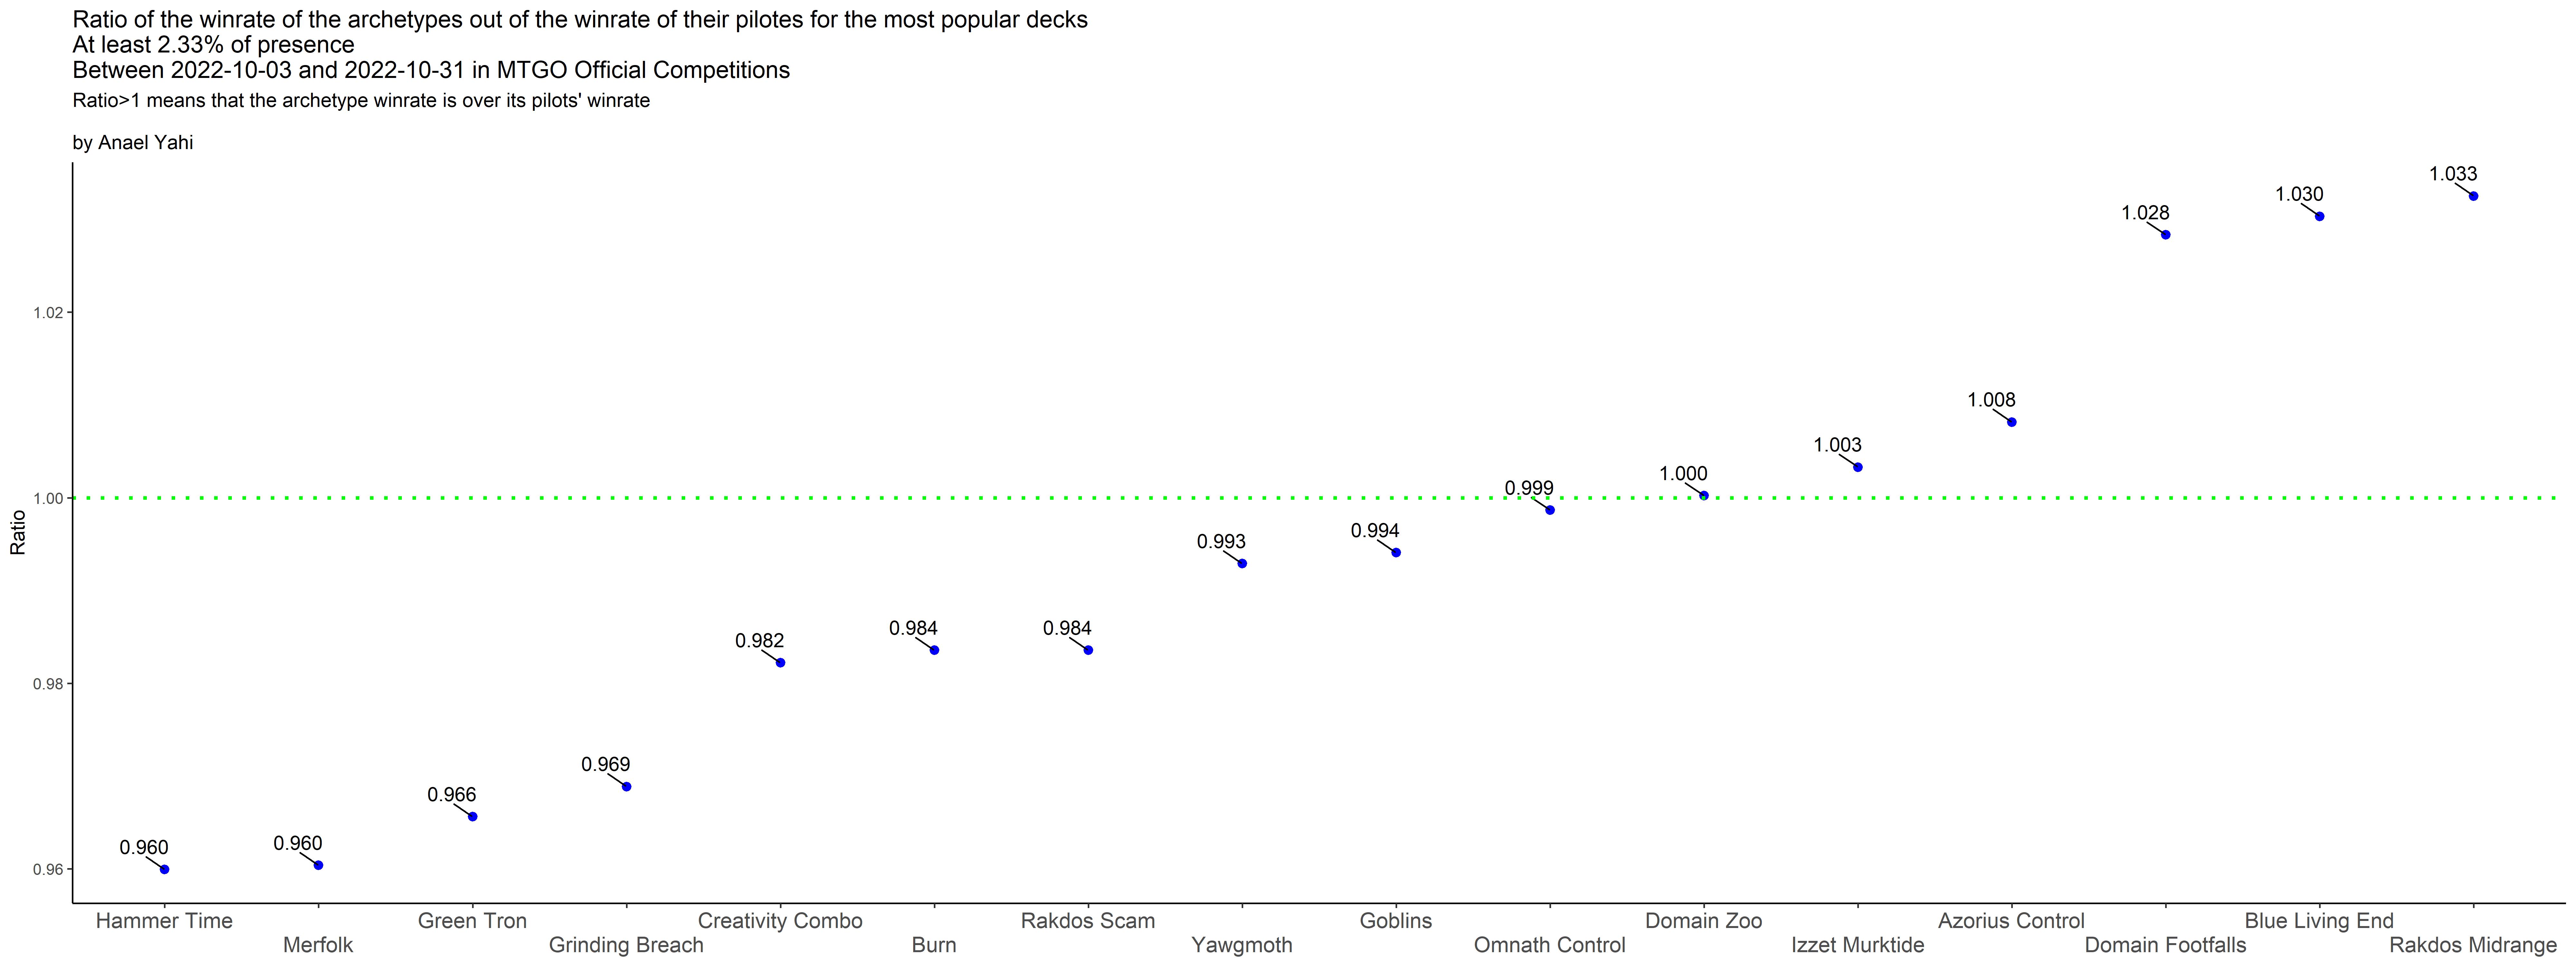 Ratio of the winrate of the archetypes out of the winrate of their pilotes for the most popular decks
At least 2.33% of presence
Between 2022-10-03 and 2022-10-31 in MTGO Official Competitions
Ratio>1 means that the archetype winrate is over its pilots' winrate
by Anael Yahi
Ratio
1.02
1.00
0.98
0.96
0.960
0.960
0.966
0.969
0.982
0.984
0.984
0.993
0.994
0.999
1.000
1.003
1.008
1.028
1.030
1.033
Hammer Time
Merfolk
Green Tron
Grinding Breach
Creativity Combo
Burn
Rakdos Scam
Yawgmoth
Goblins
Omnath Control
Domain Zoo
Izzet Murktide
Azorius Control
Domain Footfalls
Blue Living End
Rakdos Midrange